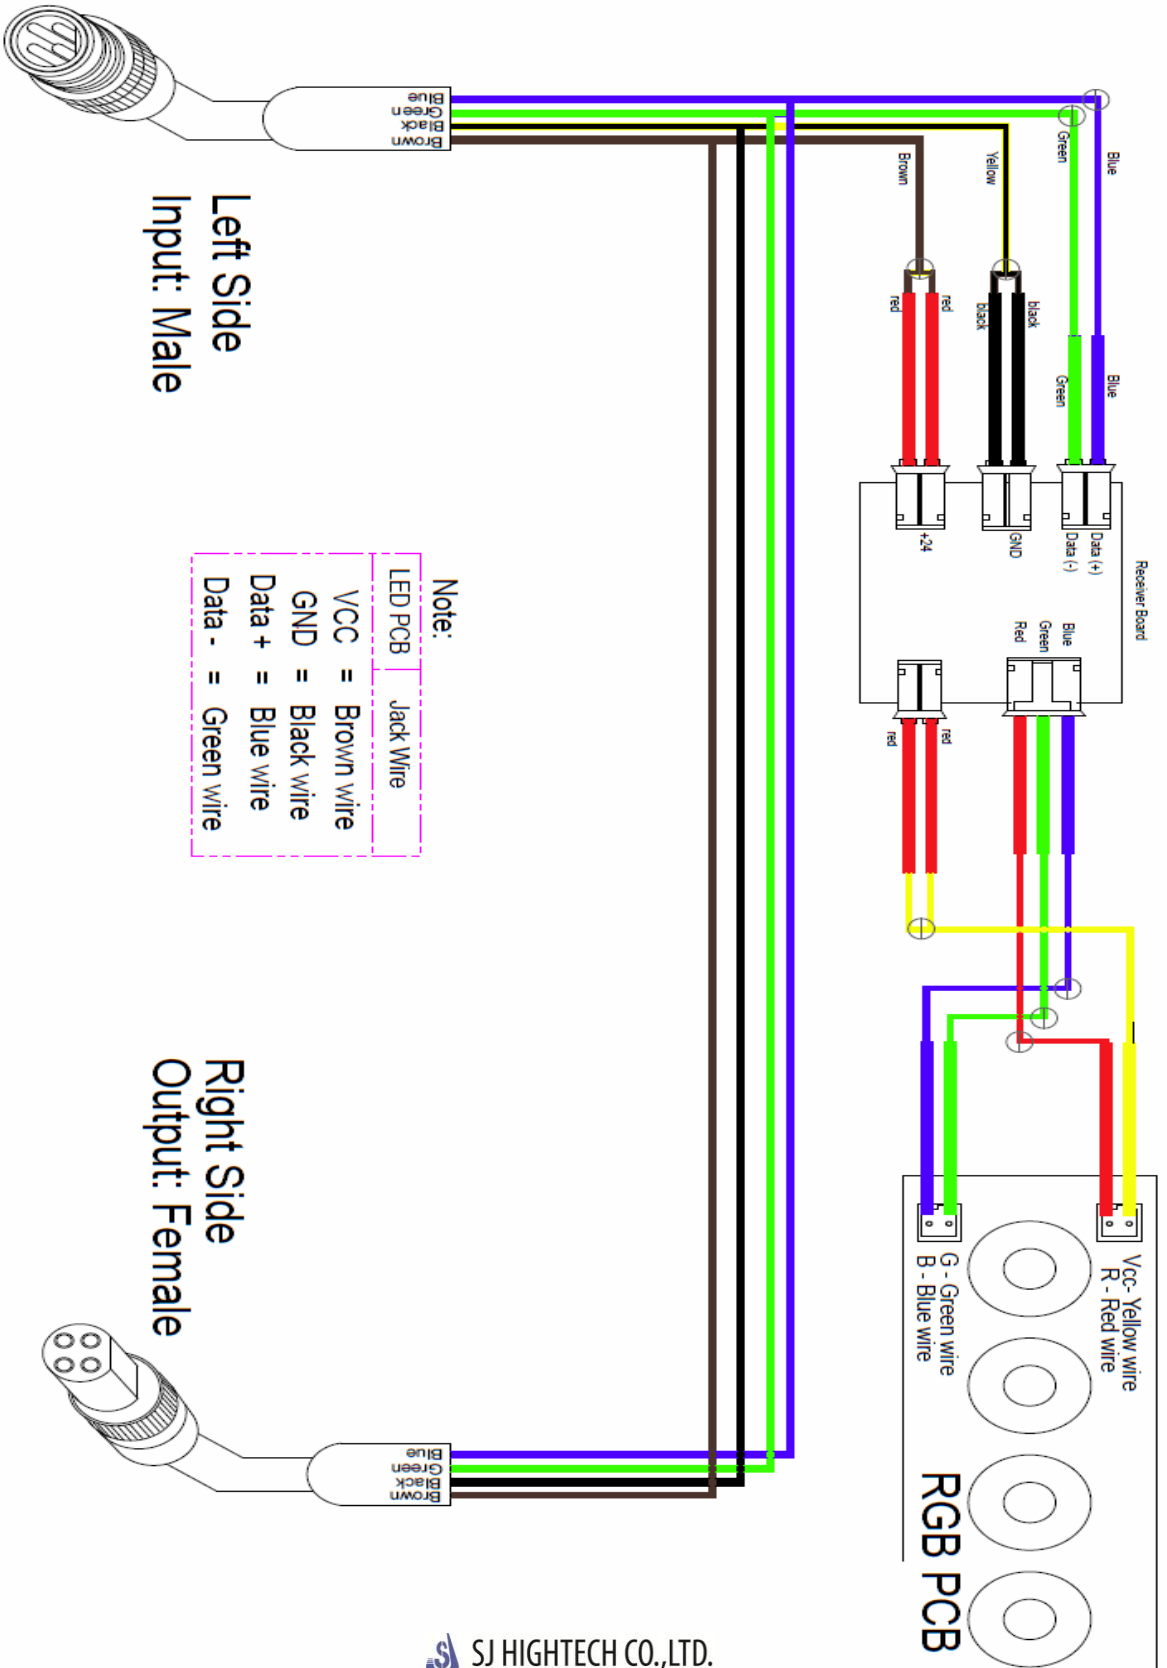 Blue
Green
Black
Brown
Left Side
Input: Male
Brown
Yellow
Green
Blue
red
red
black
black
Green
Blue
+24
GND
Data (-)
Data (+)
Receiver Board
Red
Green
Blue
red
red
Note:
LED PCB
Jack Wire
VCC = Brown wire
GND = Black wire
Data + = Blue wire
Data - = Green wire
Right Side
Output: Female
Blue
Green
Black
Brown
Vcc- Yellow wire
R - Red wire
G - Green wire
B - Blue wire
RGB PCB
SJ
SJ HIGHTECH CO.,LTD.